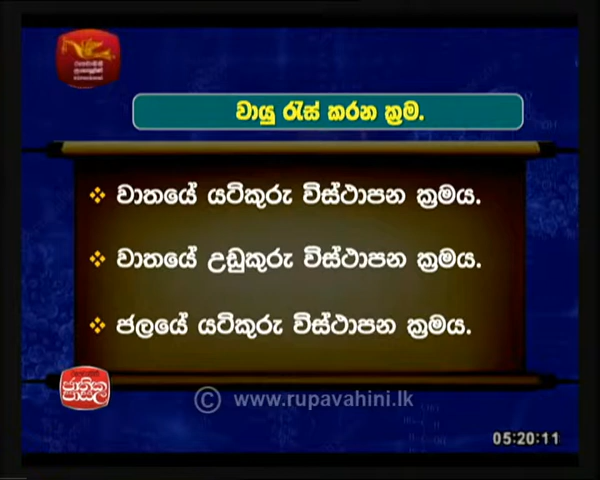 වායු රැස් කරන ක්‍රම.
❖ වාතයේ යටිකුරු විස්ථාපන ක්‍රමය.
❖ වාතයේ උඩුකුරු විස්ථාපන ක්‍රමය.
❖ ජලයේ යටිකුරු විස්ථාපන ක්‍රමය.
ජාතික
පාසල
© www.rupavahini.lk
05:20:11